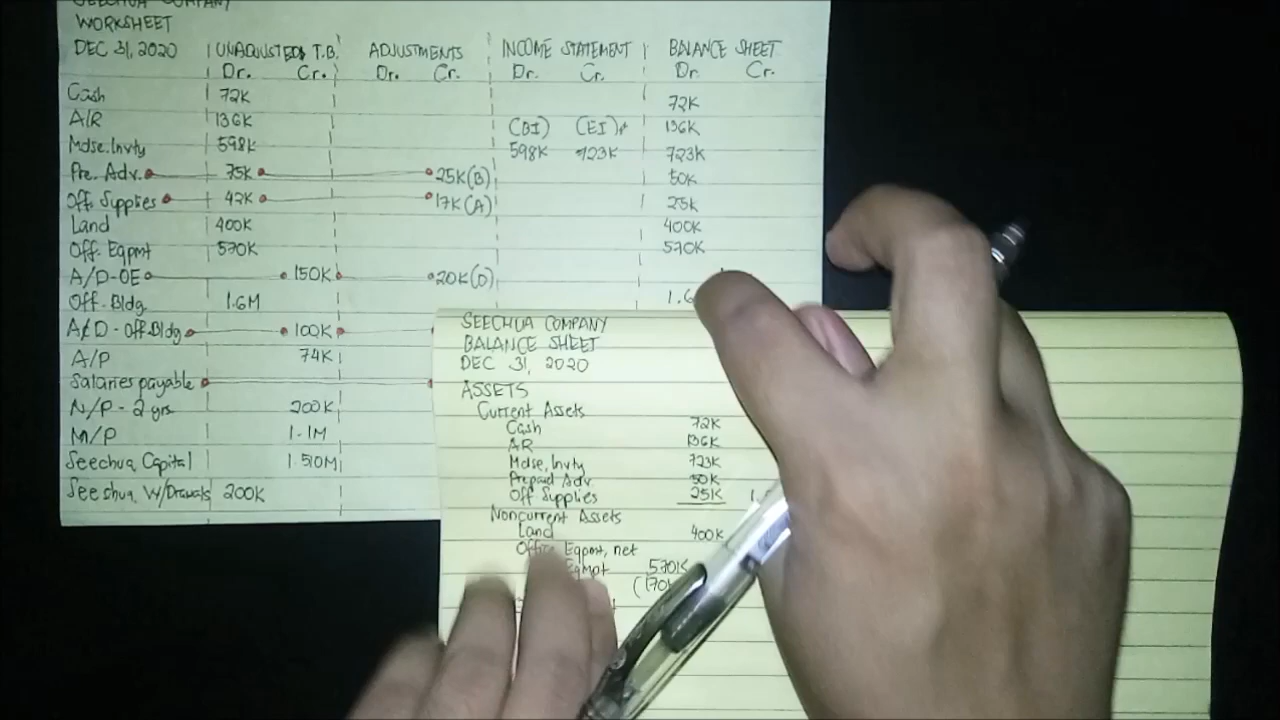 SEECHUA COMPANY
WORKSHEET
DEC 31, 2020 UNADJUSTED T.B. ADJUSTMENTS INCOME STATEMENT BALANCE SHEET
Dr. Cr. Dr. Cr. Dr. Cr. Dr. Cr.
Cash 72K 72K
A/R 136K (BI) (EI) 136K
Mdse. Invty 598K 598K 723K 723K
Pre. Adv. 75K 25K(B) 50K
Off. Supplies 42K 17K(A) 25K
Land 400K 400K
Off. Eqpmt 570K 570K
A/D-OE 150K 20K(D)
Off. Bldg. 1.6M
A/D - Off. Bldg 100K
A/P 74K
Salaries payable
N/P - 2 yrs 200K
M/P 1.1M
Seechua, Capital
Seechua, W/Drawals 200K
SEECHUA COMPANY
BALANCE SHEET
DEC 31, 2020
ASSETS
Current Assets
Cash 72K
AR 136K
Mdse. Invty 723K
Prepaid Adv 50K
Off Supplies 25K
Noncurrent Assets
Land 400K
Office Eqpmt, net
Eqmpt 570K